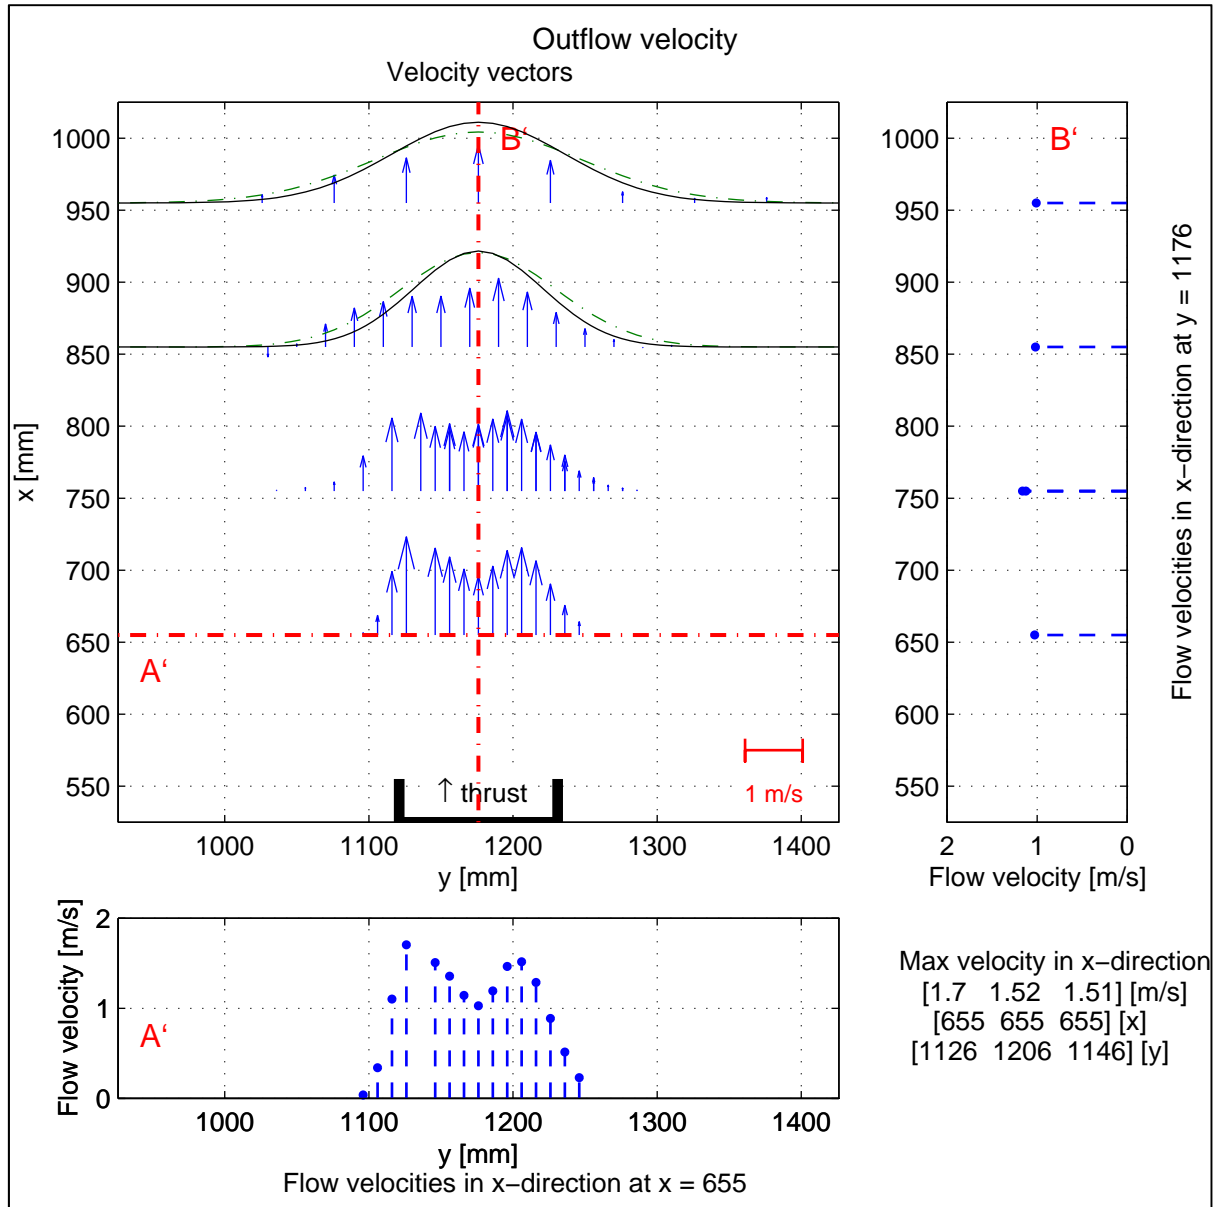 Outflow velocity
Velocity vectors
1000
950
900
850
800
750
700
650
600
550
x [mm]
B‘
A‘
↑ thrust
1 m/s
1000 1100 1200 1300 1400
y [mm]
B‘
1000
950
900
850
800
750
700
650
600
550
2 1 0
Flow velocity [m/s]
Flow velocities in x−direction at y = 1176
2
1
0
Flow velocity [m/s]
A‘
1000 1100 1200 1300 1400
y [mm]
Flow velocities in x−direction at x = 655
Max velocity in x−direction
[1.7 1.52 1.51] [m/s]
[655 655 655] [x]
[1126 1206 1146] [y]